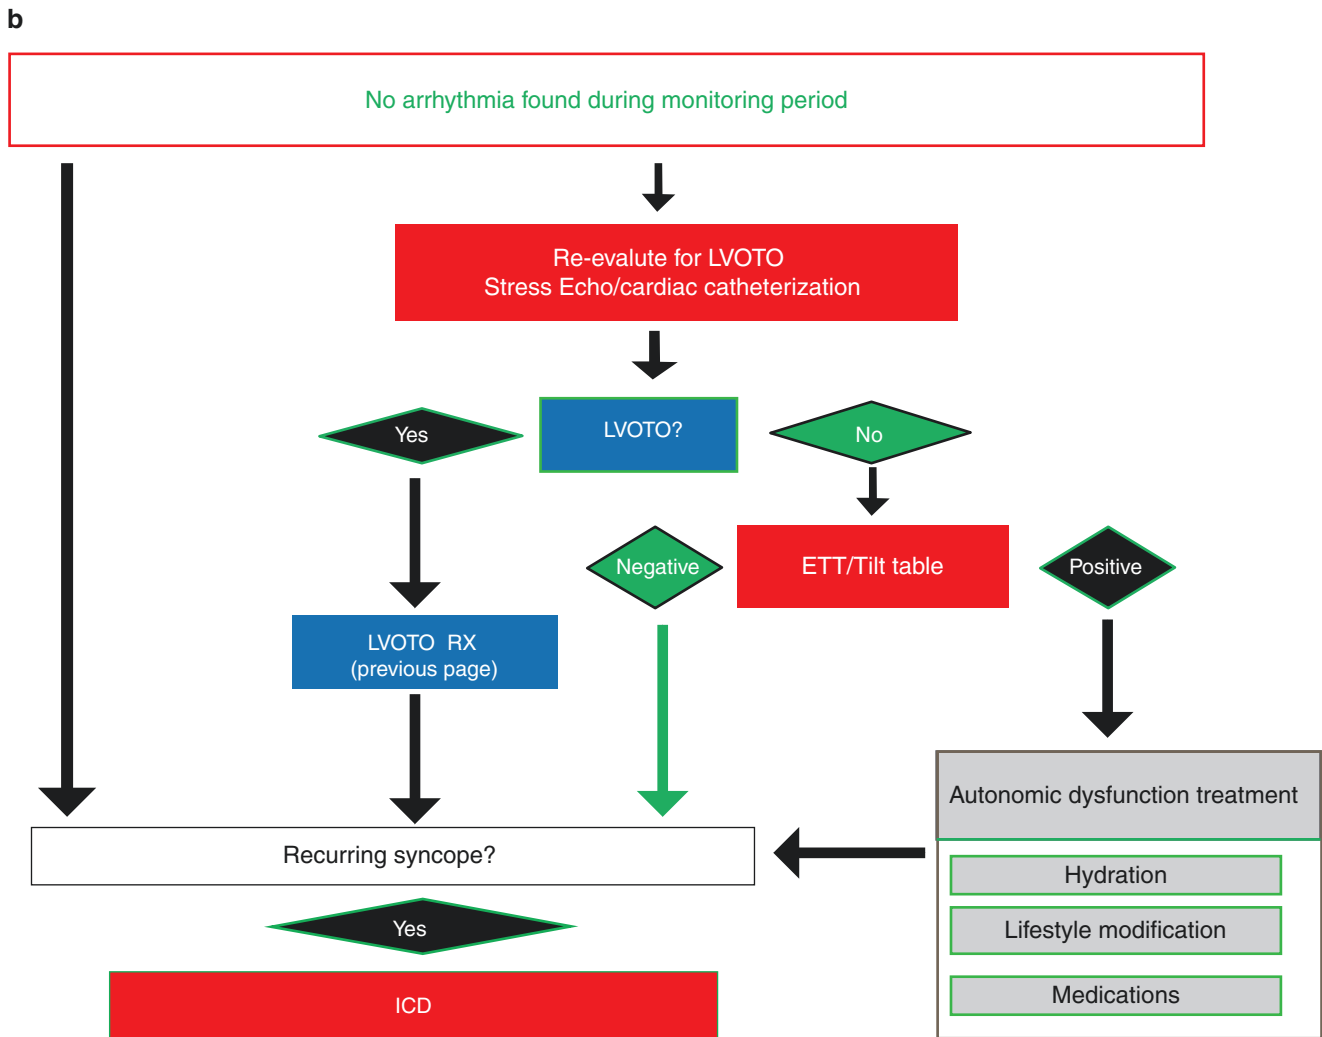 b
No arrhythmia found during monitoring period
Re-evalute for LVOTO
Stress Echo/cardiac catheterization
LVOTO?
Yes
No
Negative
ETT/Tilt table
Positive
LVOTO RX
(previous page)
Autonomic dysfunction treatment
Recurring syncope?
Hydration
Lifestyle modification
Yes
Medications
ICD